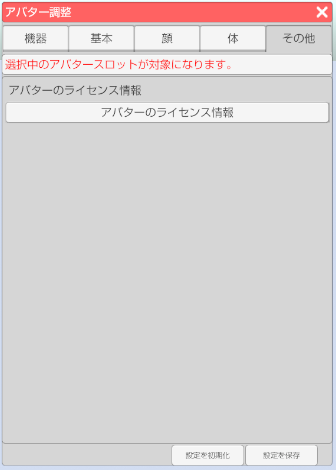 アバター調整
機器
基本
顔
体
その他
選択中のアバタースロットが対象になります。
アバターのライセンス情報
アバターのライセンス情報
設定を初期化
設定を保存